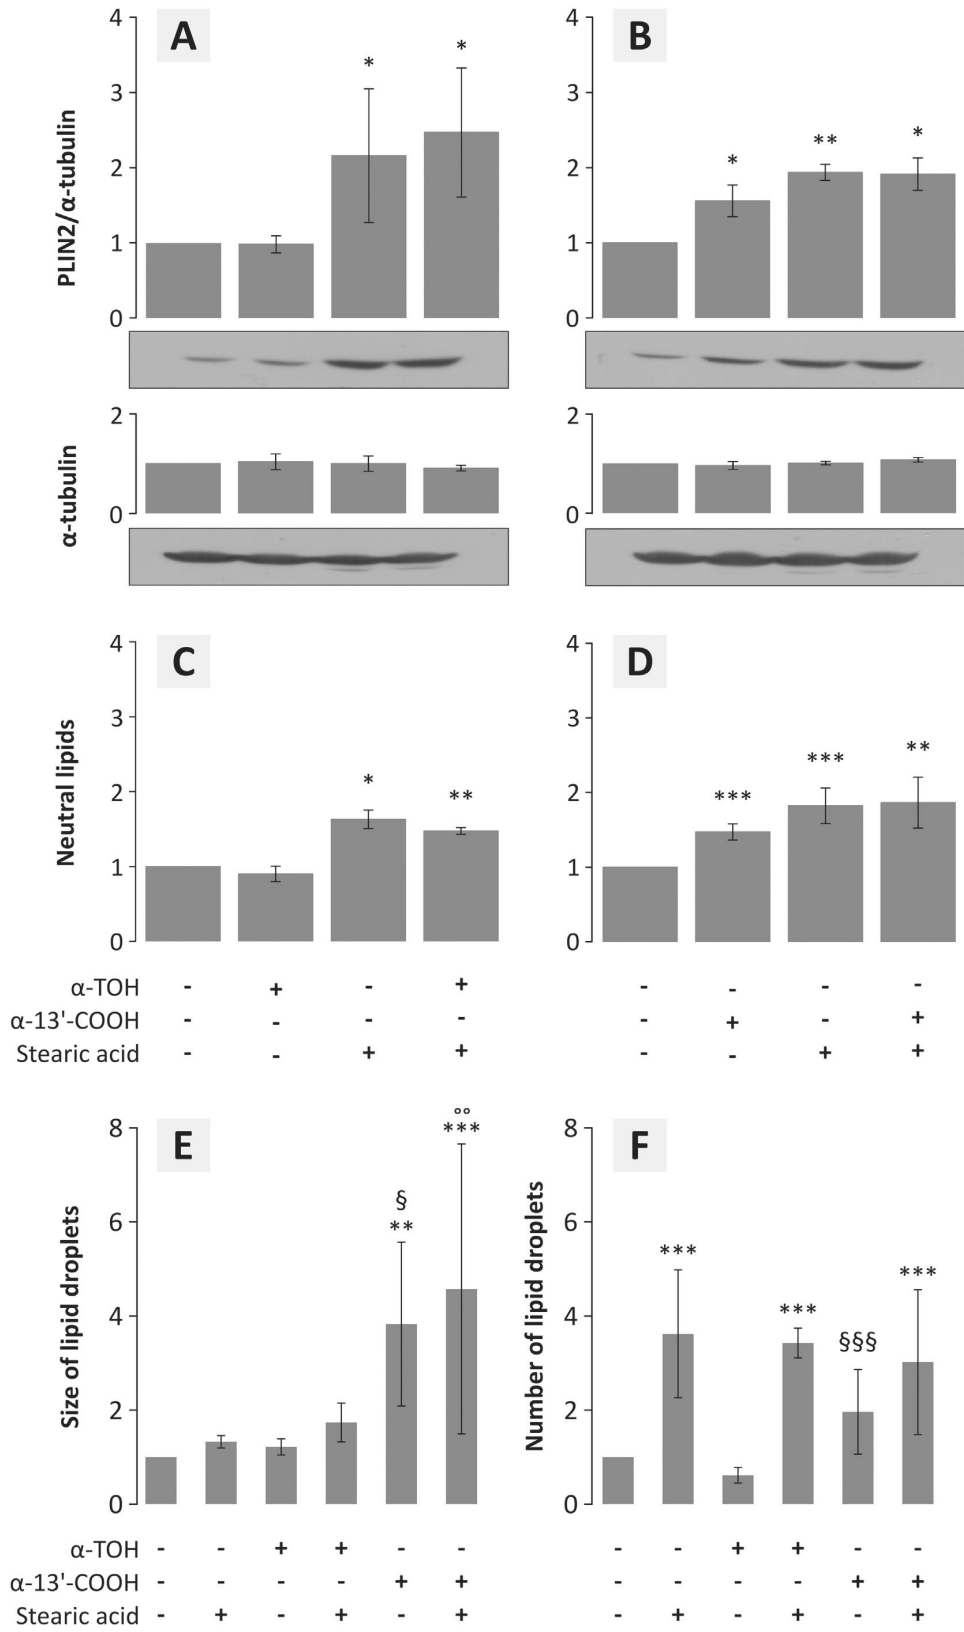 A
B
PLIN2/α-tubulin
4
3
2
1
0
* *
4
3
2
1
0
* ** *
α-tubulin
2
1
0
2
1
0
C
D
Neutral lipids
4
3
2
1
0
* **
4
3
2
1
0
*** *** **
α-TOH - + - + - - - -
α-13'-COOH - - - - - + - +
Stearic acid - - + + - - + +
E
F
Size of lipid droplets
8
6
4
2
0
§
**
°°
***
Number of lipid droplets
8
6
4
2
0
*** *** §§§ ***
α-TOH - - + + - - - - + + - -
α-13'-COOH - - - - + + - - - - + +
Stearic acid - + - + - + - + - + - +